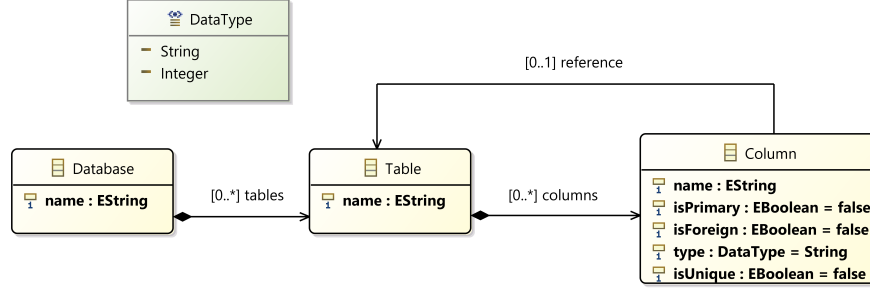 DataType
String
Integer
[0..1] reference
Database
name : EString
[0..*] tables
Table
name : EString
[0..*] columns
Column
name : EString
isPrimary : EBoolean = false
isForeign : EBoolean = false
type : DataType = String
isUnique : EBoolean = false